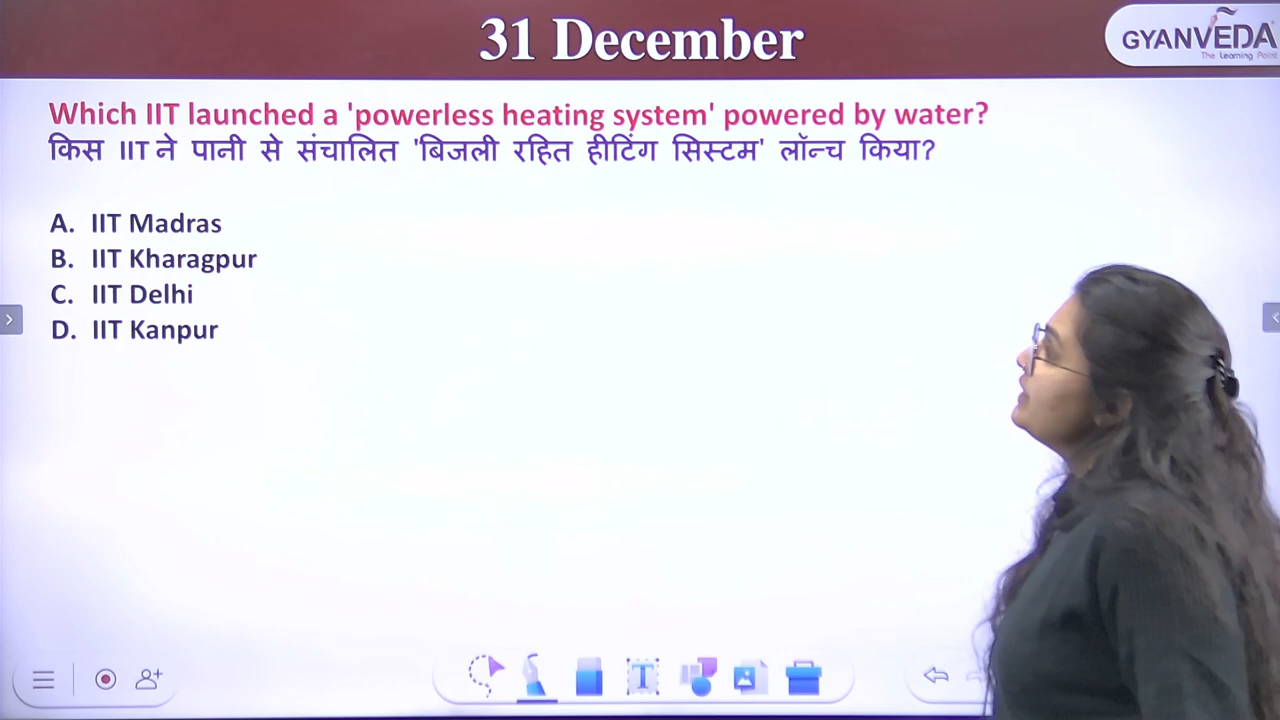 31 December
GYANVEDA
The Learning Point
Which IIT launched a 'powerless heating system' powered by water?
किस IIT ने पानी से संचालित 'बिजली रहित हीटिंग सिस्टम' लॉन्च किया?
A. IIT Madras
B. IIT Kharagpur
C. IIT Delhi
D. IIT Kanpur
T